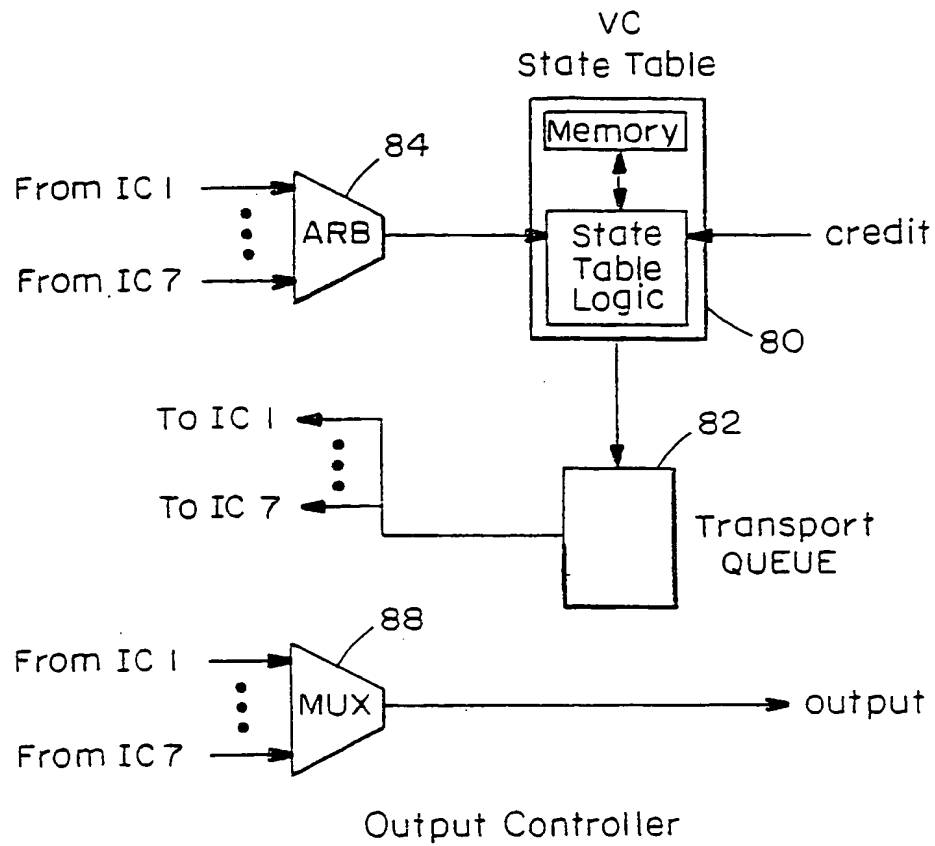 VC
State Table
Memory
84
From IC 1
ARB
State
Table
Logic
credit
From IC 7
80
To IC 1
82
To IC 7
Transport
QUEUE
88
From IC 1
MUX
output
From IC 7
Output Controller